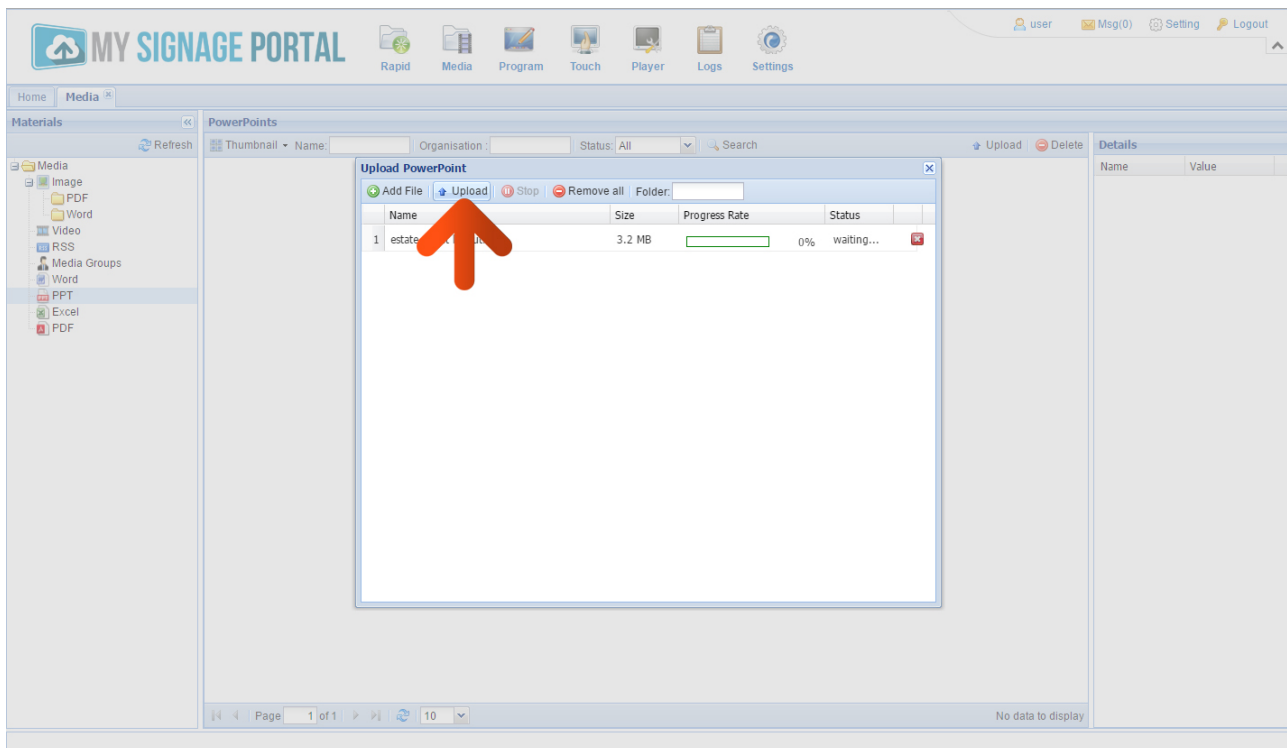 MY SIGNAGE PORTAL
Rapid Media Program Touch Player Logs Settings
user Msg(0) Setting Logout
Home Media
Materials
Refresh
Media
Image
PDF
Word
Video
RSS
Media Groups
Word
PPT
Excel
PDF
PowerPoints
Thumbnail Name: Organisation : Status: All Search Upload Delete
Details
Name Value
Upload PowerPoint
Add File Upload Stop Remove all Folder:
Name Size Progress Rate Status
1 estate 3.2 MB 0% waiting...
Page 1 of 1 10 No data to display